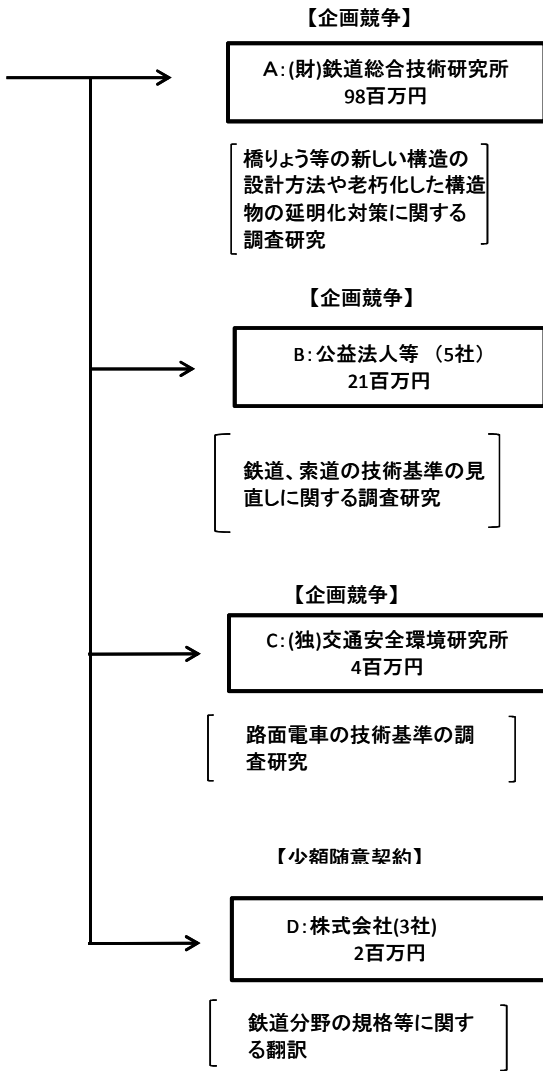 【企画競争】
A:(財)鉄道総合技術研究所
98百万円
橋りょう等の新しい構造の
設計方法や老朽化した構造
物の延明化対策に関する
調査研究
【企画競争】
B:公益法人等 (5社)
21百万円
鉄道、索道の技術基準の見
直しに関する調査研究
【企画競争】
C:(独)交通安全環境研究所
4百万円
路面電車の技術基準の調
査研究
【少額随意契約】
D:株式会社(3社)
2百万円
鉄道分野の規格等に関す
る翻訳